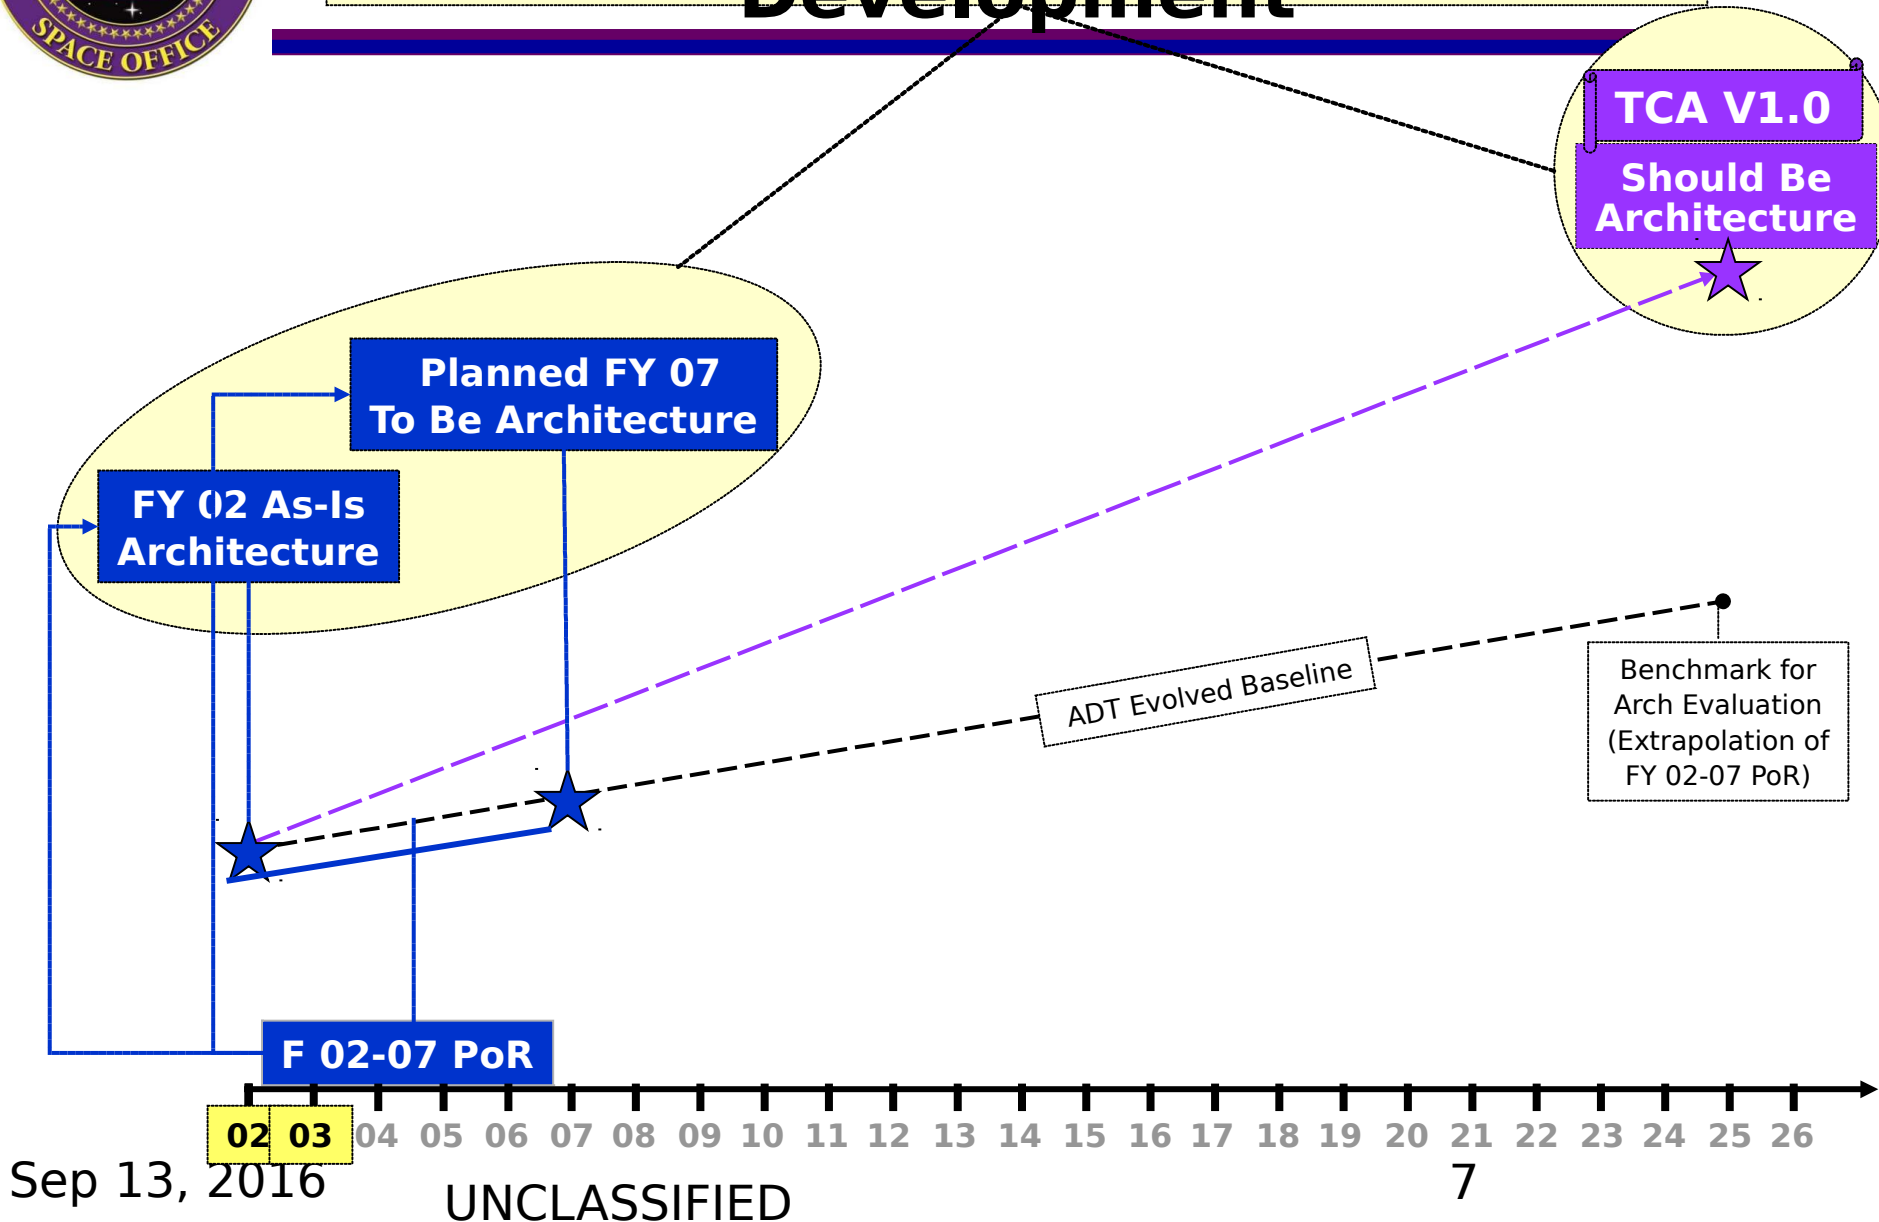 Development
SPACE OFFICE
TCA V1.0
Should Be
Architecture
Planned FY 07
To Be Architecture
FY 02 As-Is
Architecture
ADT Evolved Baseline
Benchmark for
Arch Evaluation
(Extrapolation of
FY 02-07 PoR)
F 02-07 PoR
02 03 04 05 06 07 08 09 10 11 12 13 14 15 16 17 18 19 20 21 22 23 24 25 26
Sep 13, 2016
UNCLASSIFIED
7